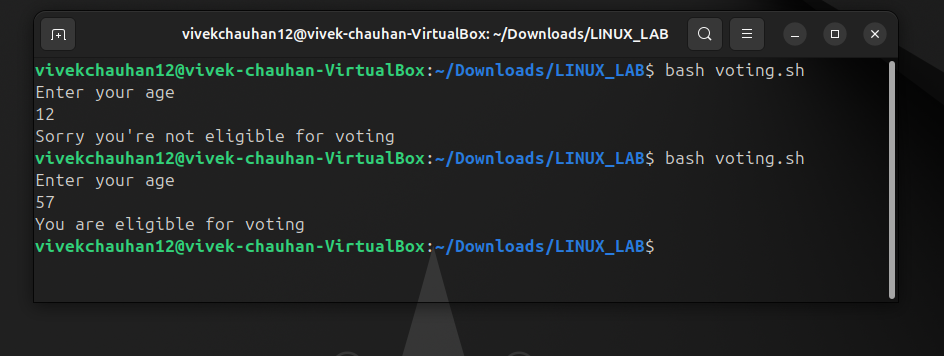 vivekchauhan12@vivek-chauhan-VirtualBox: ~/Downloads/LINUX_LAB
vivekchauhan12@vivek-chauhan-VirtualBox:~/Downloads/LINUX_LAB$ bash voting.sh
Enter your age
12
Sorry you're not eligible for voting
vivekchauhan12@vivek-chauhan-VirtualBox:~/Downloads/LINUX_LAB$ bash voting.sh
Enter your age
57
You are eligible for voting
vivekchauhan12@vivek-chauhan-VirtualBox:~/Downloads/LINUX_LAB$